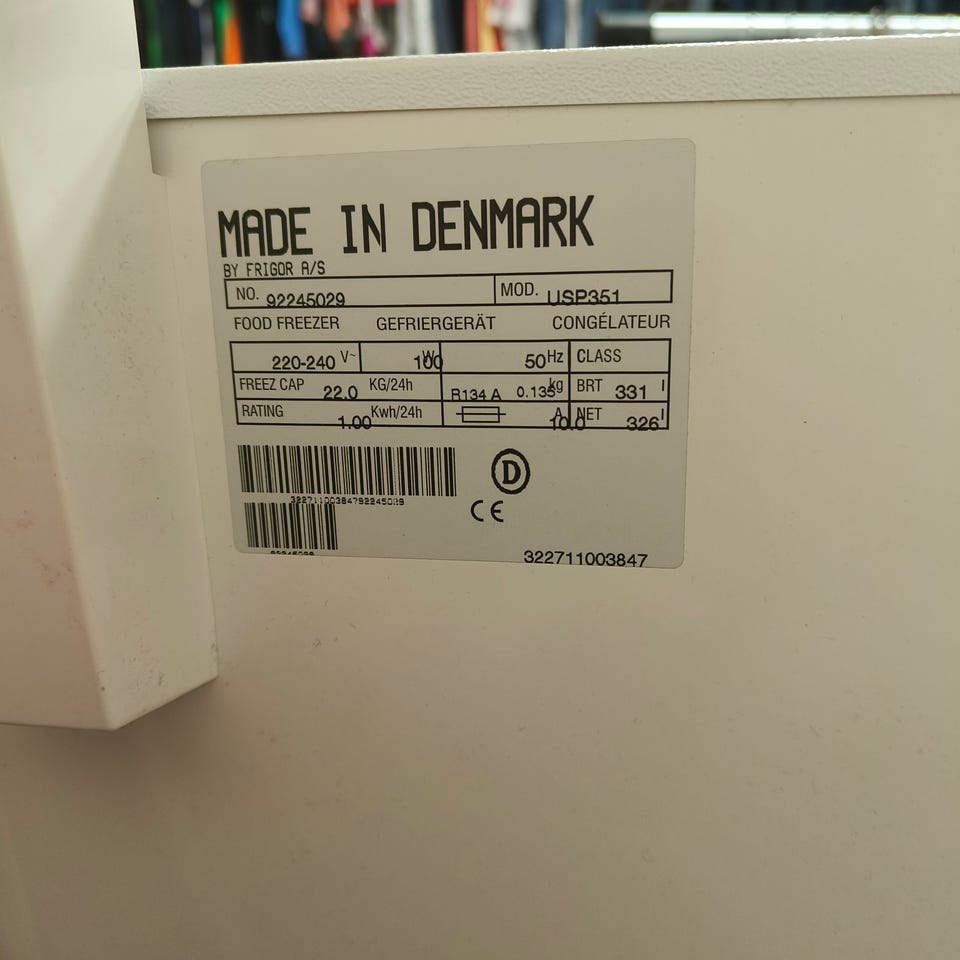 MADE IN DENMARK
BY FRIGOR A/S
NO. 92245029 MOD. USP351
FOOD FREEZER GEFRIERGERÄT CONGÉLATEUR
220-240 V~ 100 W 50 Hz CLASS
FREEZ CAP 22.0 KG/24h R134 A 0.135 kg BRT 331 l
RATING 1.00 Kwh/24h 10.0 A NET 326 l
D
32271100384792245029
CE
92245029
322711003847